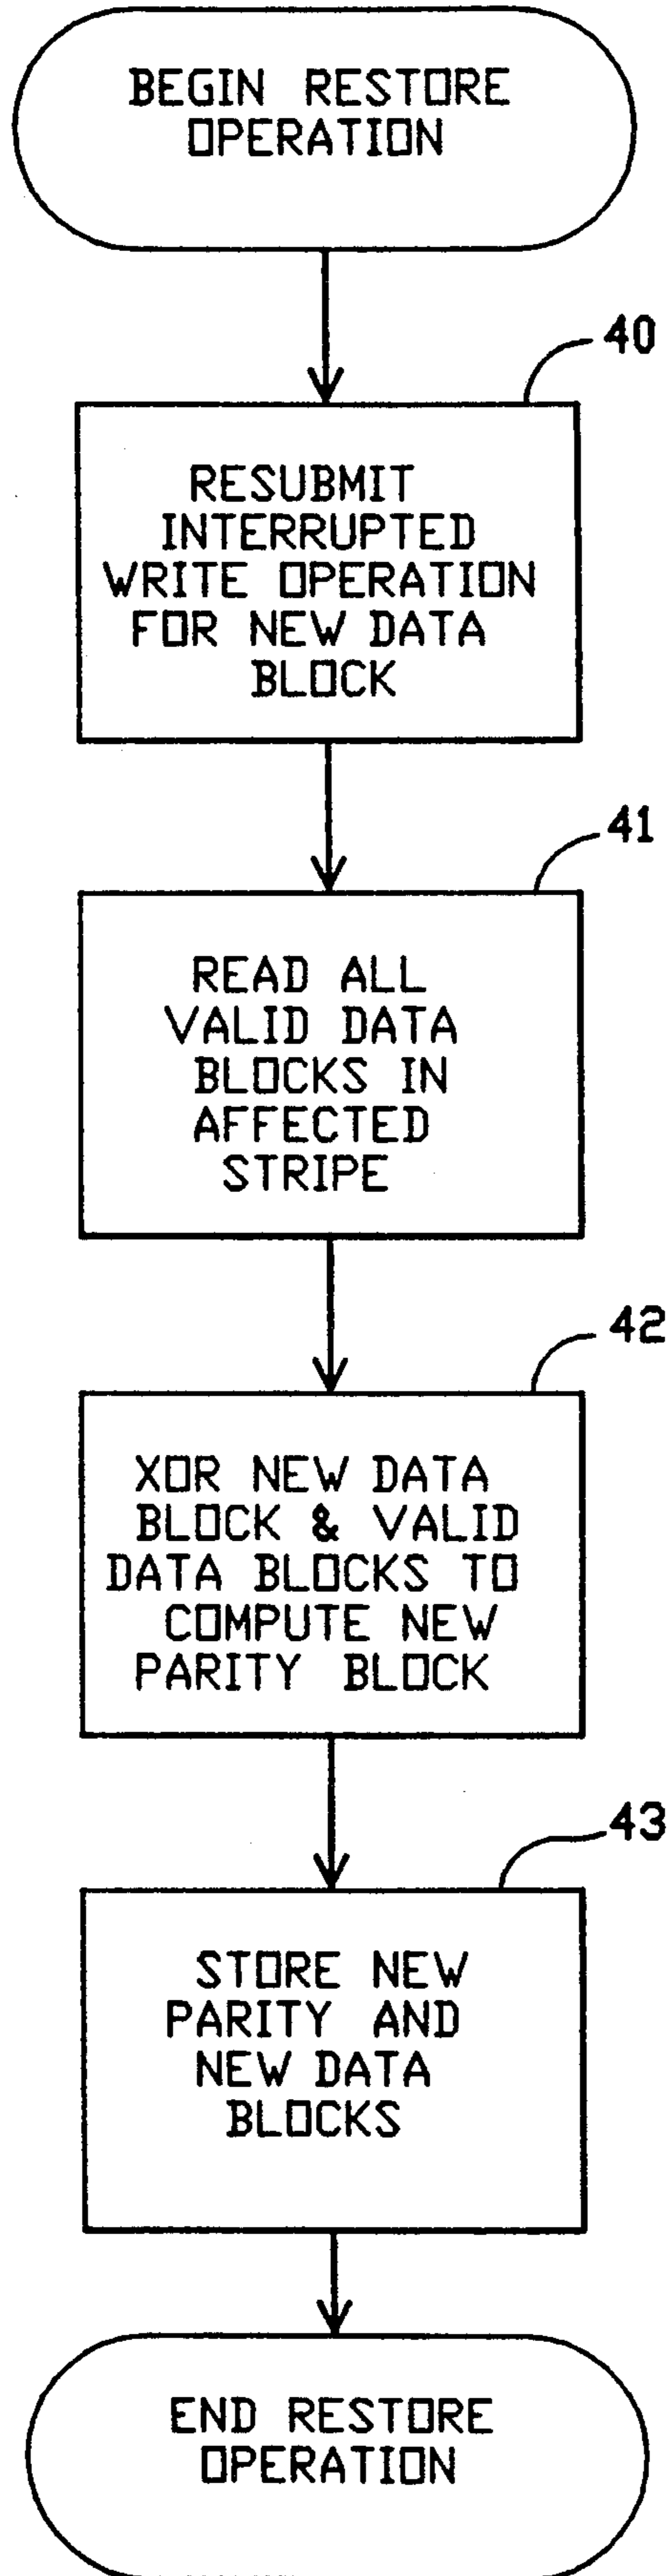 BEGIN RESTORE
OPERATION
40
RESUBMIT
INTERRUPTED
WRITE OPERATION
FOR NEW DATA
BLOCK
41
READ ALL
VALID DATA
BLOCKS IN
AFFECTED
STRIPE
42
XOR NEW DATA
BLOCK & VALID
DATA BLOCKS TO
COMPUTE NEW
PARITY BLOCK
43
STORE NEW
PARITY AND
NEW DATA
BLOCKS
END RESTORE
OPERATION